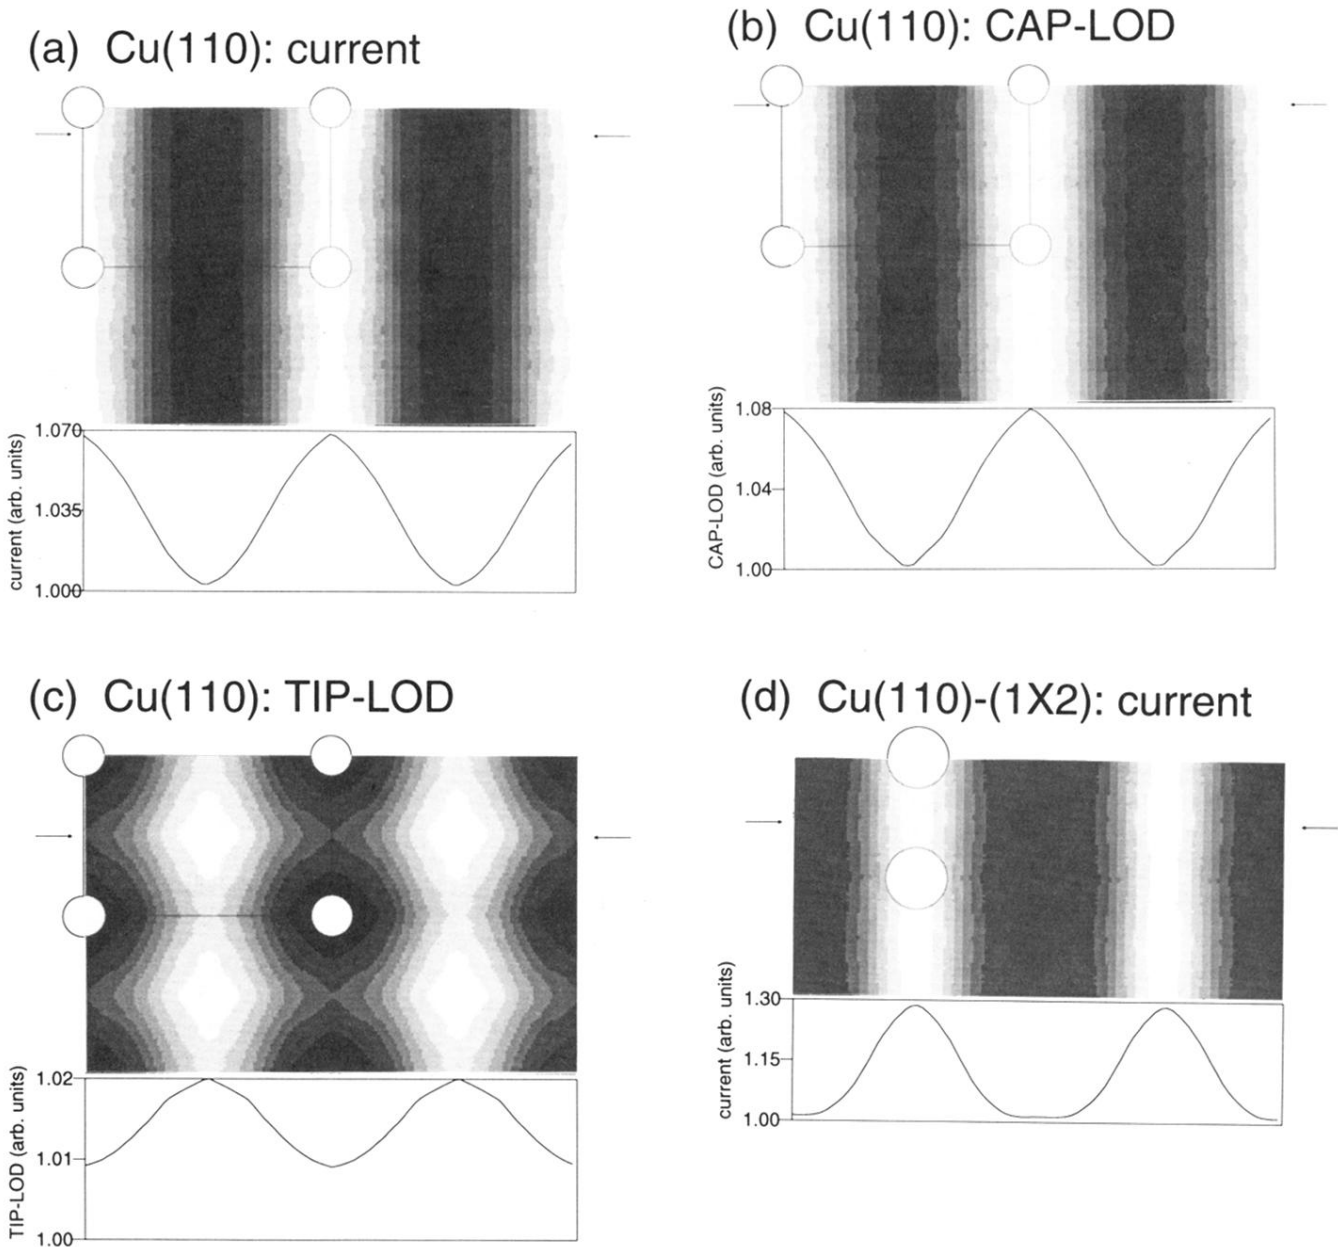 (a) Cu(110): current
(b) Cu(110): CAP-LOD
current (arb. units)
1.070
1.035
1.000
CAP-LOD (arb. units)
1.08
1.04
1.00
(c) Cu(110): TIP-LOD
(d) Cu(110)-(1X2): current
TIP-LOD (arb. units)
1.02
1.01
1.00
current (arb. units)
1.30
1.15
1.00